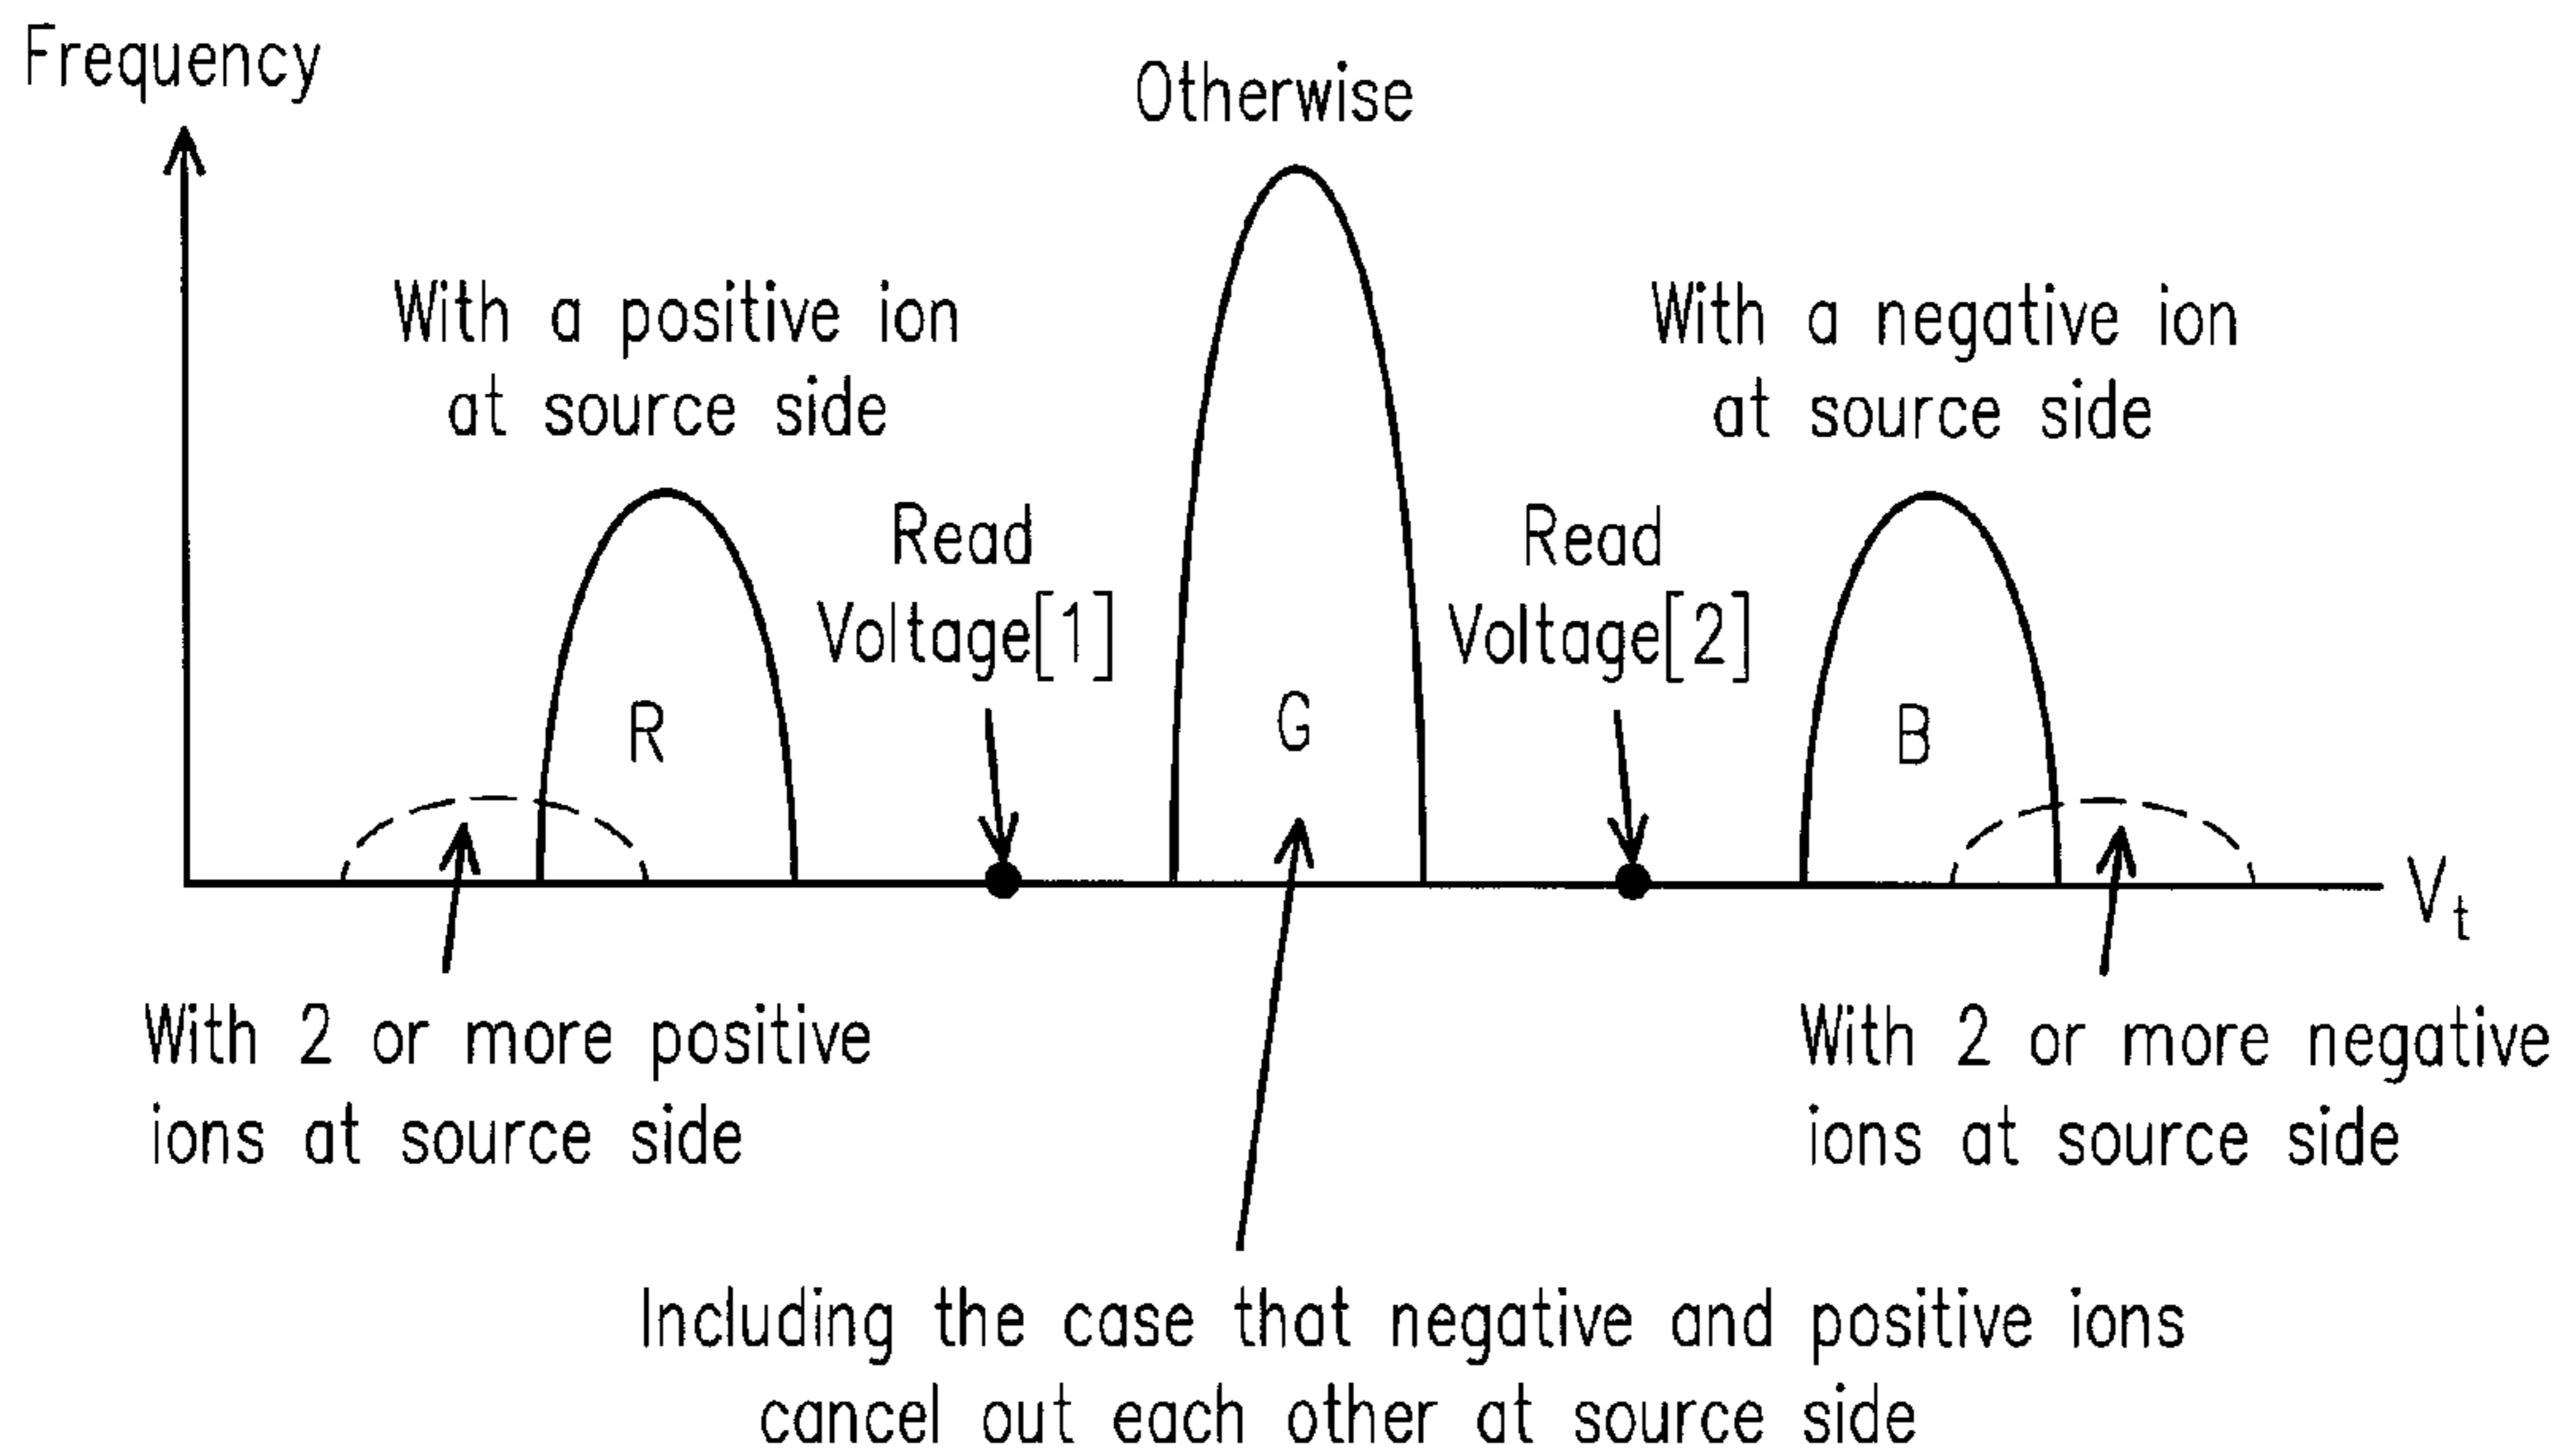 Frequency
Otherwise
With a positive ion
at source side
With a negative ion
at source side
Read
Voltage[1]
Read
Voltage[2]
R
G
B
Vt
With 2 or more positive
ions at source side
With 2 or more negative
ions at source side
Including the case that negative and positive ions
cancel out each other at source side